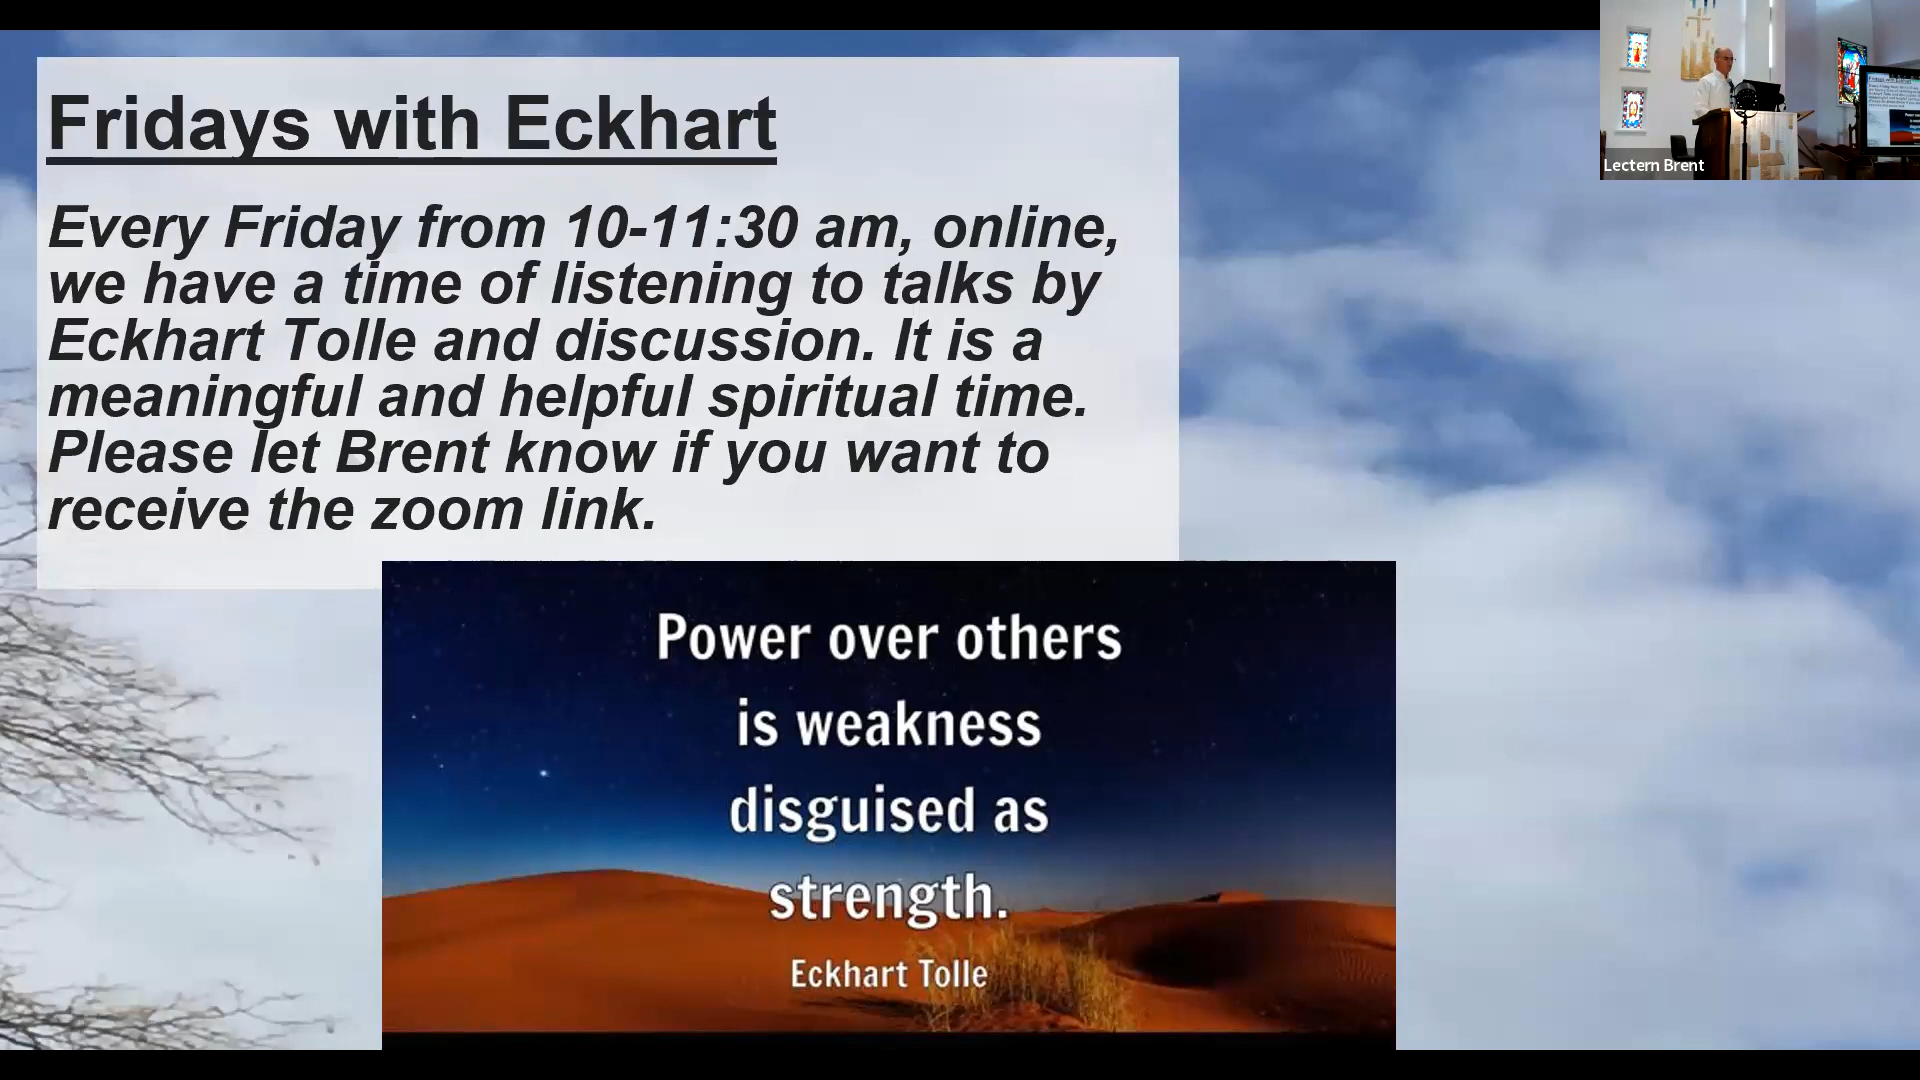 Fridays with Eckhart
Every Friday from 10-11:30 am, online,
we have a time of listening to talks by
Eckhart Tolle and discussion. It is a
meaningful and helpful spiritual time.
Please let Brent know if you want to
receive the zoom link.
Power over others
is weakness
disguised as
strength.
Eckhart Tolle
Lectern Brent